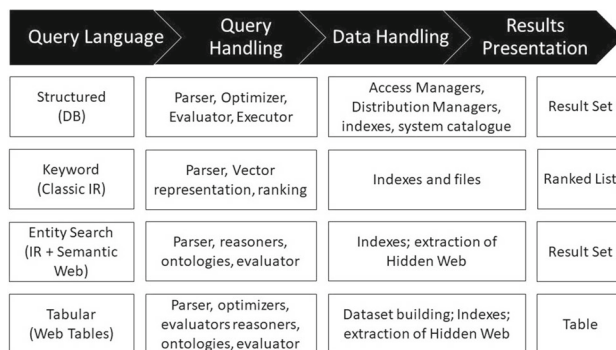 Query Language
Query
Handling
Data Handling
Results
Presentation
Structured
(DB)
Parser, Optimizer,
Evaluator, Executor
Access Managers,
Distribution Managers,
indexes, system catalogue
Result Set
Keyword
(Classic IR)
Parser, Vector
representation, ranking
Indexes and files
Ranked List
Entity Search
(IR + Semantic
Web)
Parser, reasoners,
ontologies, evaluator
Indexes; extraction of
Hidden Web
Result Set
Tabular
(Web Tables)
Parser, optimizers,
evaluators reasoners,
ontologies, evaluator
Dataset building; Indexes;
extraction of Hidden Web
Table